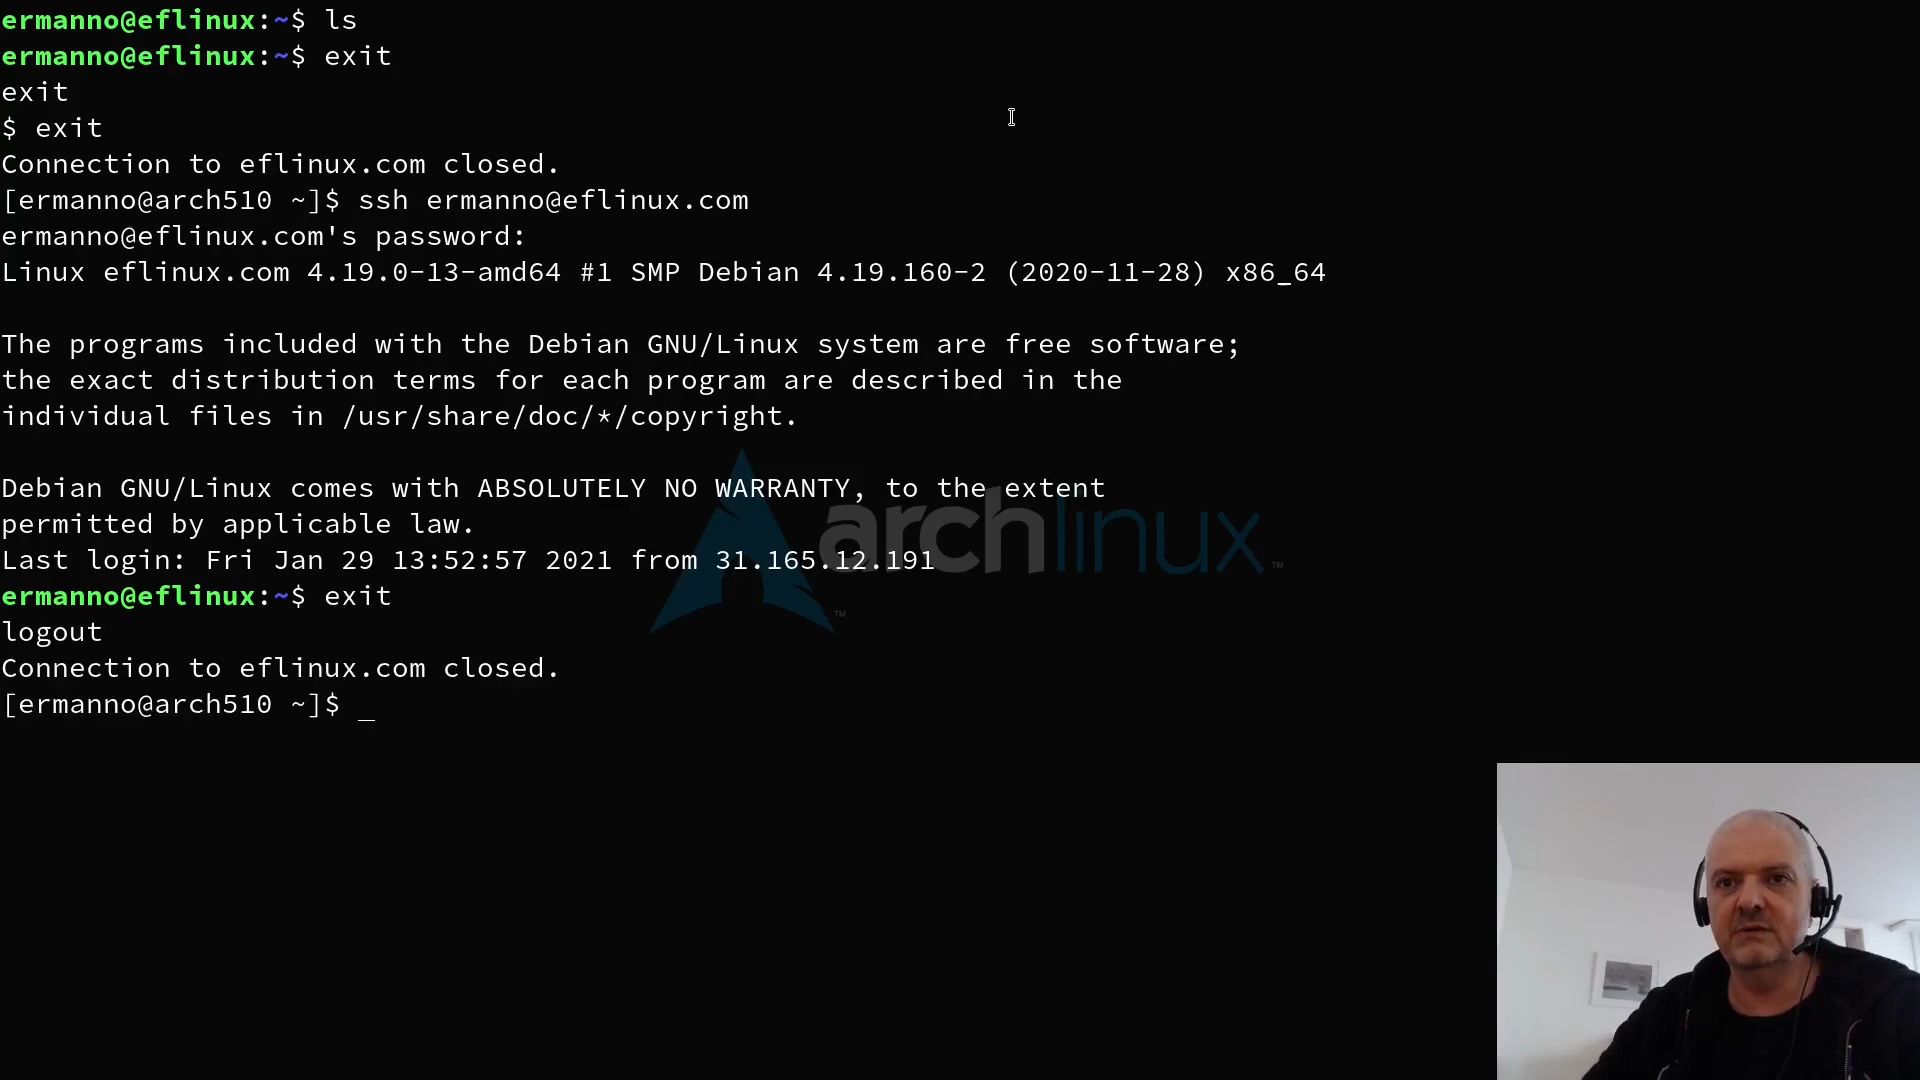 ermanno@eflinux:~$ ls
ermanno@eflinux:~$ exit
exit
$ exit
Connection to eflinux.com closed.
[ermanno@arch510 ~]$ ssh ermanno@eflinux.com
ermanno@eflinux.com's password:
Linux eflinux.com 4.19.0-13-amd64 #1 SMP Debian 4.19.160-2 (2020-11-28) x86_64
The programs included with the Debian GNU/Linux system are free software;
the exact distribution terms for each program are described in the
individual files in /usr/share/doc/*/copyright.
Debian GNU/Linux comes with ABSOLUTELY NO WARRANTY, to the extent
permitted by applicable law.
archlinux™
Last login: Fri Jan 29 13:52:57 2021 from 31.165.12.191
ermanno@eflinux:~$ exit
™
logout
Connection to eflinux.com closed.
[ermanno@arch510 ~]$ _